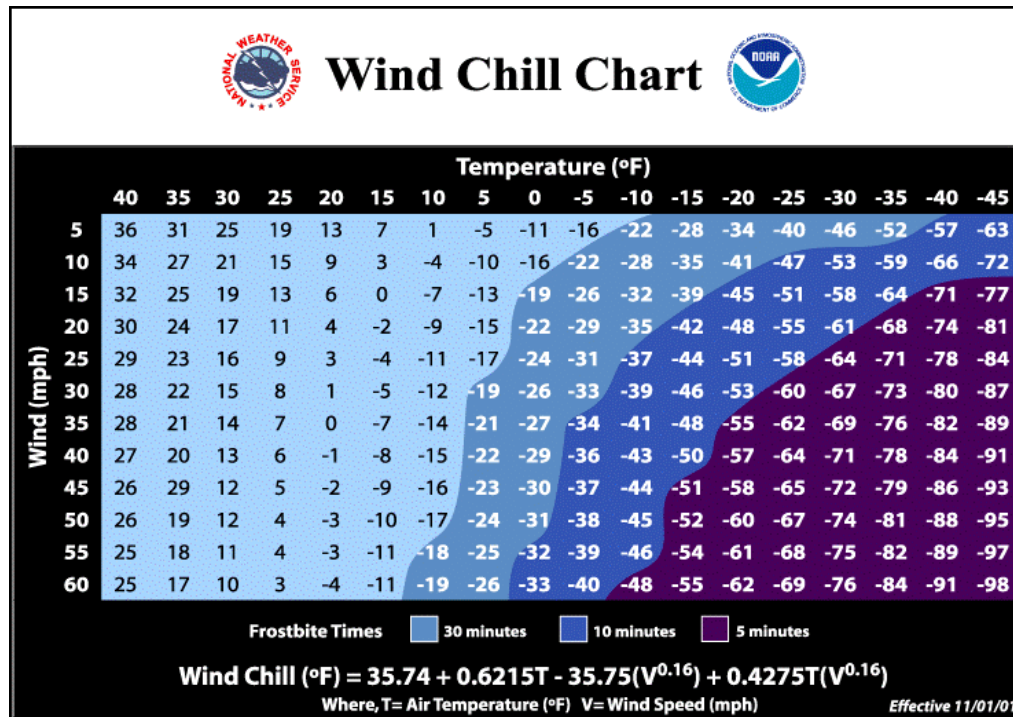 NATIONAL WEATHER SERVICE
Wind Chill Chart
NATIONAL OCEANIC AND ATMOSPHERIC ADMINISTRATION
NOAA
U.S. DEPARTMENT OF COMMERCE
Temperature (ºF)
40 35 30 25 20 15 10 5 0 -5 -10 -15 -20 -25 -30 -35 -40 -45
Wind (mph)
5 36 31 25 19 13 7 1 -5 -11 -16 -22 -28 -34 -40 -46 -52 -57 -63
10 34 27 21 15 9 3 -4 -10 -16 -22 -28 -35 -41 -47 -53 -59 -66 -72
15 32 25 19 13 6 0 -7 -13 -19 -26 -32 -39 -45 -51 -58 -64 -71 -77
20 30 24 17 11 4 -2 -9 -15 -22 -29 -35 -42 -48 -55 -61 -68 -74 -81
25 29 23 16 9 3 -4 -11 -17 -24 -31 -37 -44 -51 -58 -64 -71 -78 -84
30 28 22 15 8 1 -5 -12 -19 -26 -33 -39 -46 -53 -60 -67 -73 -80 -87
35 28 21 14 7 0 -7 -14 -21 -27 -34 -41 -48 -55 -62 -69 -76 -82 -89
40 27 20 13 6 -1 -8 -15 -22 -29 -36 -43 -50 -57 -64 -71 -78 -84 -91
45 26 29 12 5 -2 -9 -16 -23 -30 -37 -44 -51 -58 -65 -72 -79 -86 -93
50 26 19 12 4 -3 -10 -17 -24 -31 -38 -45 -52 -60 -67 -74 -81 -88 -95
55 25 18 11 4 -3 -11 -18 -25 -32 -39 -46 -54 -61 -68 -75 -82 -89 -97
60 25 17 10 3 -4 -11 -19 -26 -33 -40 -48 -55 -62 -69 -76 -84 -91 -98
Frostbite Times 30 minutes 10 minutes 5 minutes
Wind Chill (ºF) = 35.74 + 0.6215T - 35.75(V0.16) + 0.4275T(V0.16)
Where, T= Air Temperature (ºF) V= Wind Speed (mph)
Effective 11/01/01